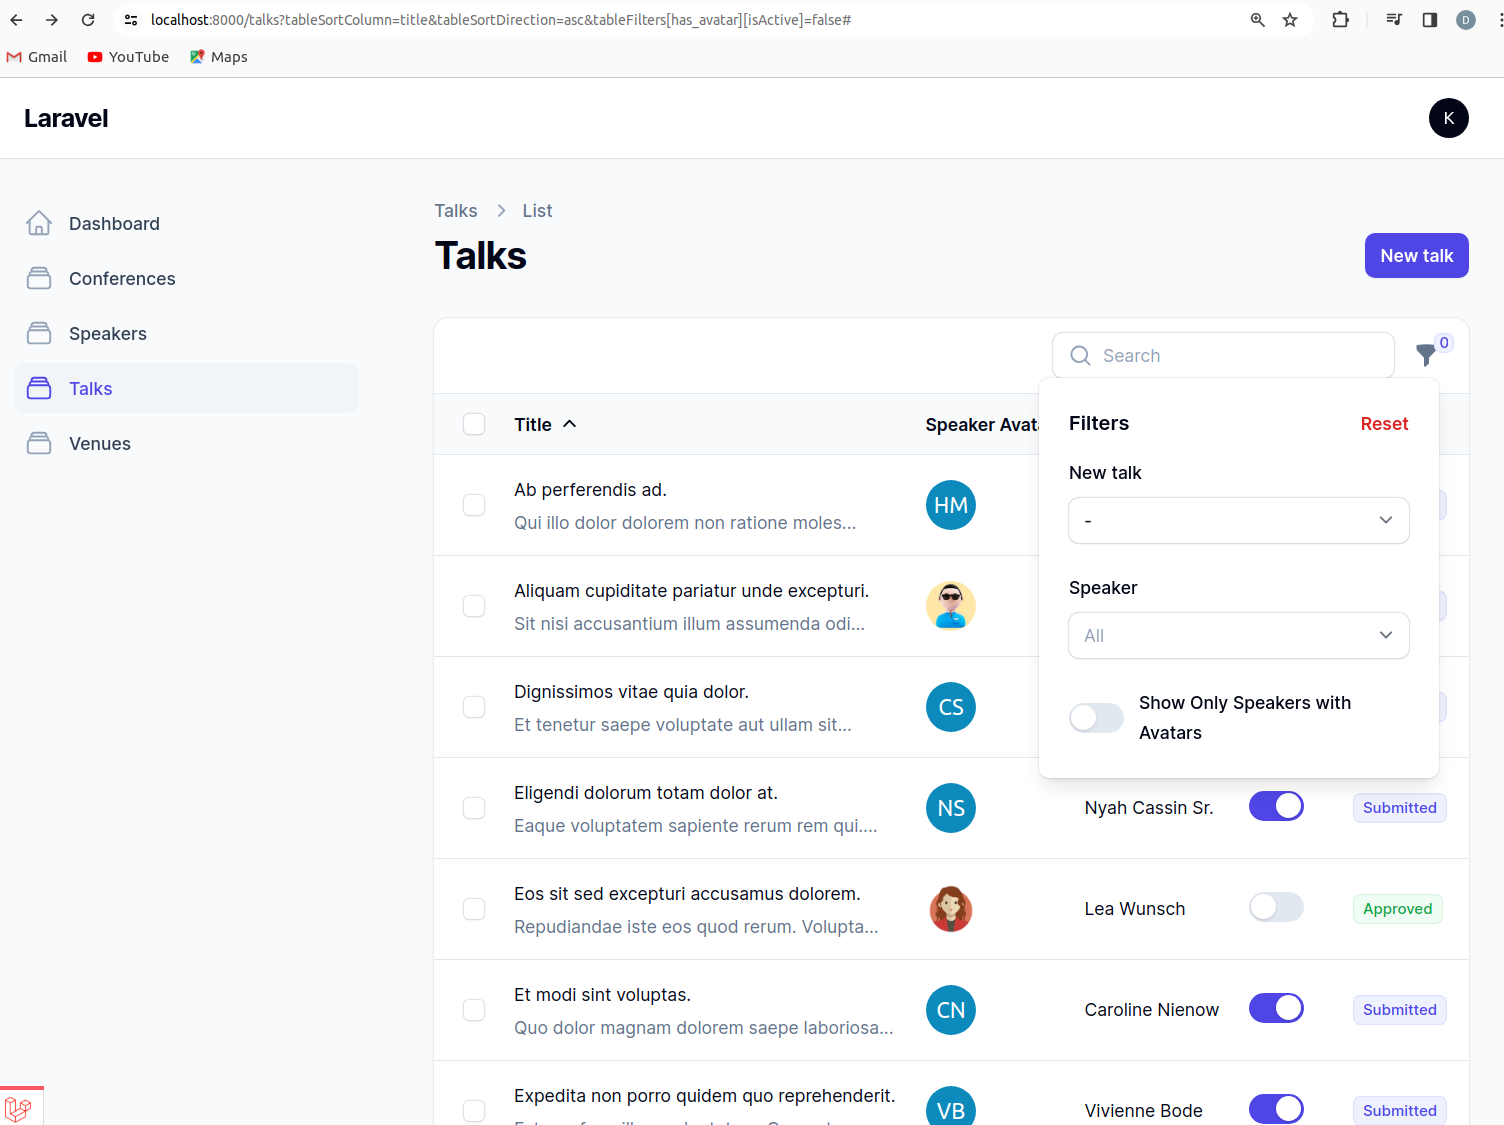 localhost:8000/talks?tableSortColumn=title&tableSortDirection=asc&tableFilters[has_avatar][isActive]=false#
D
Gmail
YouTube
Maps
Laravel
K
Dashboard
Conferences
Speakers
Talks
Venues
Talks > List
Talks
New talk
Search
0
Title
Speaker Avata
Filters
Reset
New talk
-
Speaker
All
Show Only Speakers with
Avatars
Ab perferendis ad.
Qui illo dolor dolorem non ratione moles...
HM
Aliquam cupiditate pariatur unde excepturi.
Sit nisi accusantium illum assumenda odi...
Dignissimos vitae quia dolor.
Et tenetur saepe voluptate aut ullam sit...
CS
Eligendi dolorum totam dolor at.
Eaque voluptatem sapiente rerum rem qui....
NS
Nyah Cassin Sr.
Submitted
Eos sit sed excepturi accusamus dolorem.
Repudiandae iste eos quod rerum. Volupta...
Lea Wunsch
Approved
Et modi sint voluptas.
Quo dolor magnam dolorem saepe laboriosa...
CN
Caroline Nienow
Submitted
Expedita non porro quidem quo reprehenderit.
VB
Vivienne Bode
Submitted